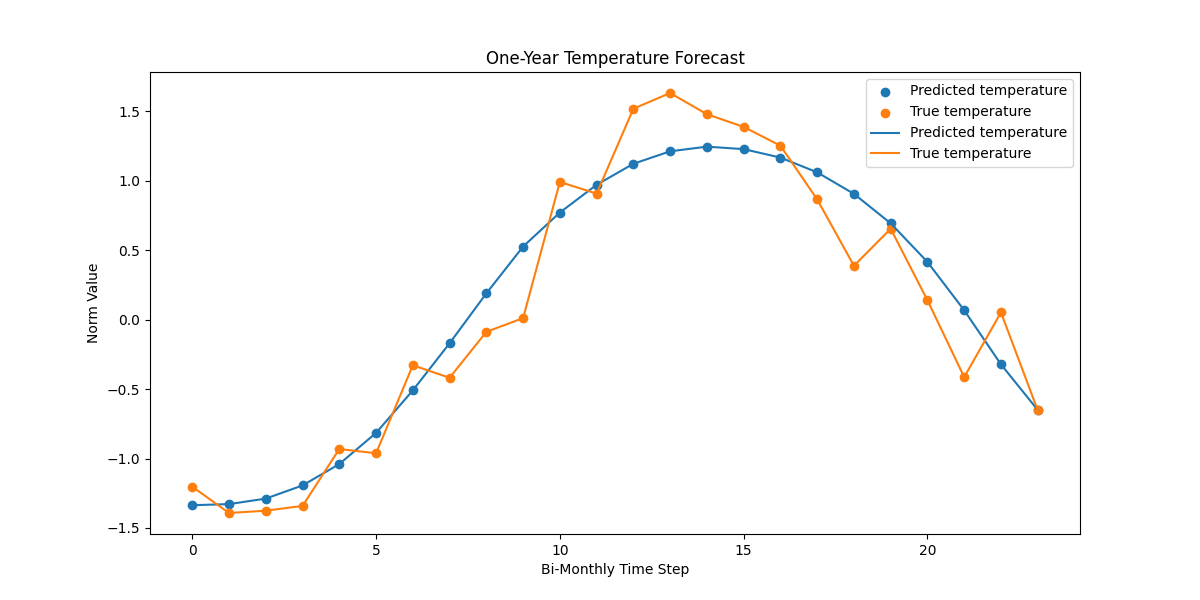 One-Year Temperature Forecast
Predicted temperature
True temperature
Predicted temperature
True temperature
1.5
1.0
0.5
0.0
−0.5
−1.0
−1.5
Norm Value
0 5 10 15 20
Bi-Monthly Time Step